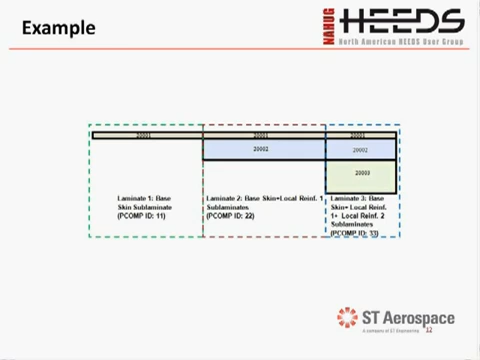 Example
NAHUG
HEEDS
North American HEEDS User Group
20001 20001 20001
20002 20002
20003
Laminate 1: Base
Skin Sublaminate
(PCOMP ID: 11)
Laminate 2: Base Skin+Local Reinf. 1
Sublaminates
(PCOMP ID: 22)
Laminate 3: Base
Skin+ Local Reinf.
1+ Local Reinf. 2
Sublaminates
(PCOMP ID: 33)
ST Aerospace
A company of ST Engineering
12